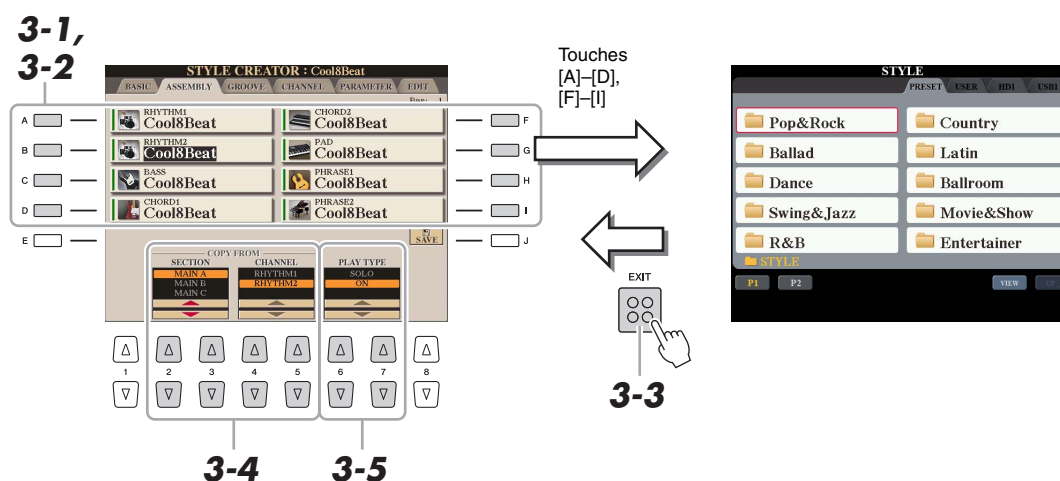 3-1,
3-2
STYLE CREATOR : Cool8Beat
BASIC ASSEMBLY GROOVE CHANNEL PARAMETER EDIT
A
RHYTHM1
Cool8Beat
CHORD2
Cool8Beat
F
B
RHYTHM2
Cool8Beat
PAD
Cool8Beat
G
C
BASS
Cool8Beat
PHRASE1
Cool8Beat
H
D
CHORD1
Cool8Beat
PHRASE2
Cool8Beat
I
E
SAVE
J
COPY FROM
SECTION
MAIN A
MAIN B
MAIN C
CHANNEL
RHYTHM1
RHYTHM2
PLAY TYPE
SOLO
ON
1 2 3 4 5 6 7 8
3-4
3-5
Touches
[A]–[D],
[F]–[I]
EXIT
3-3
STYLE
PRESET USER HD1 USB1
Pop&Rock
Country
Ballad
Latin
Dance
Ballroom
Swing&Jazz
Movie&Show
R&B
Entertainer
STYLE
P1 P2 VIEW